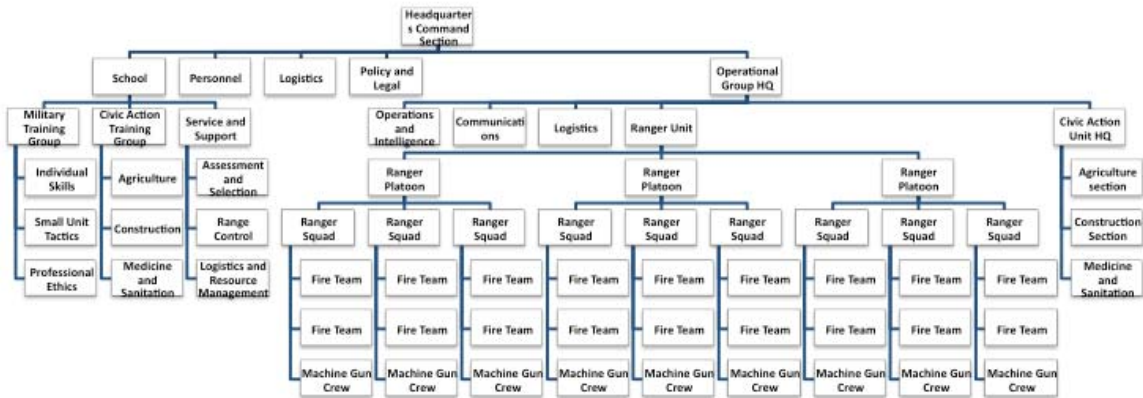 Headquarter
s Command
Section
School
Personnel
Logistics
Policy and
Legal
Operational
Group HQ
Military
Training
Group
Civic Action
Training
Group
Service and
Support
Operations
and
Intelligence
Communicati
ons
Logistics
Ranger Unit
Civic Action
Unit HQ
Individual
Skills
Agriculture
Assessment
and
Selection
Ranger
Platoon
Ranger
Platoon
Ranger
Platoon
Agriculture
section
Small Unit
Tactics
Construction
Range
Control
Ranger
Squad
Ranger
Squad
Ranger
Squad
Ranger
Squad
Ranger
Squad
Ranger
Squad
Ranger
Squad
Ranger
Squad
Ranger
Squad
Construction
Section
Professional
Ethics
Medicine
and
Sanitation
Logistics and
Resource
Management
Fire Team
Fire Team
Fire Team
Fire Team
Fire Team
Fire Team
Fire Team
Fire Team
Fire Team
Medicine
and
Sanitation
Fire Team
Fire Team
Fire Team
Fire Team
Fire Team
Fire Team
Fire Team
Fire Team
Fire Team
Machine Gun
Crew
Machine Gun
Crew
Machine Gun
Crew
Machine Gun
Crew
Machine Gun
Crew
Machine Gun
Crew
Machine Gun
Crew
Machine Gun
Crew
Machine Gun
Crew